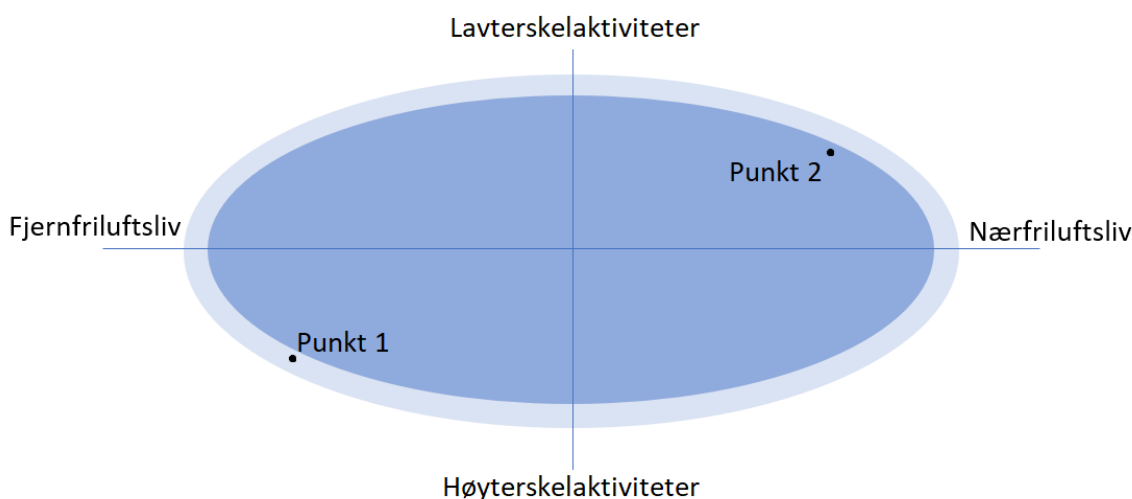 Lavterskelaktiviteter
Punkt 2
Fjernfriluftsliv
Nærfriluftsliv
Punkt 1
Høyterskelaktiviteter